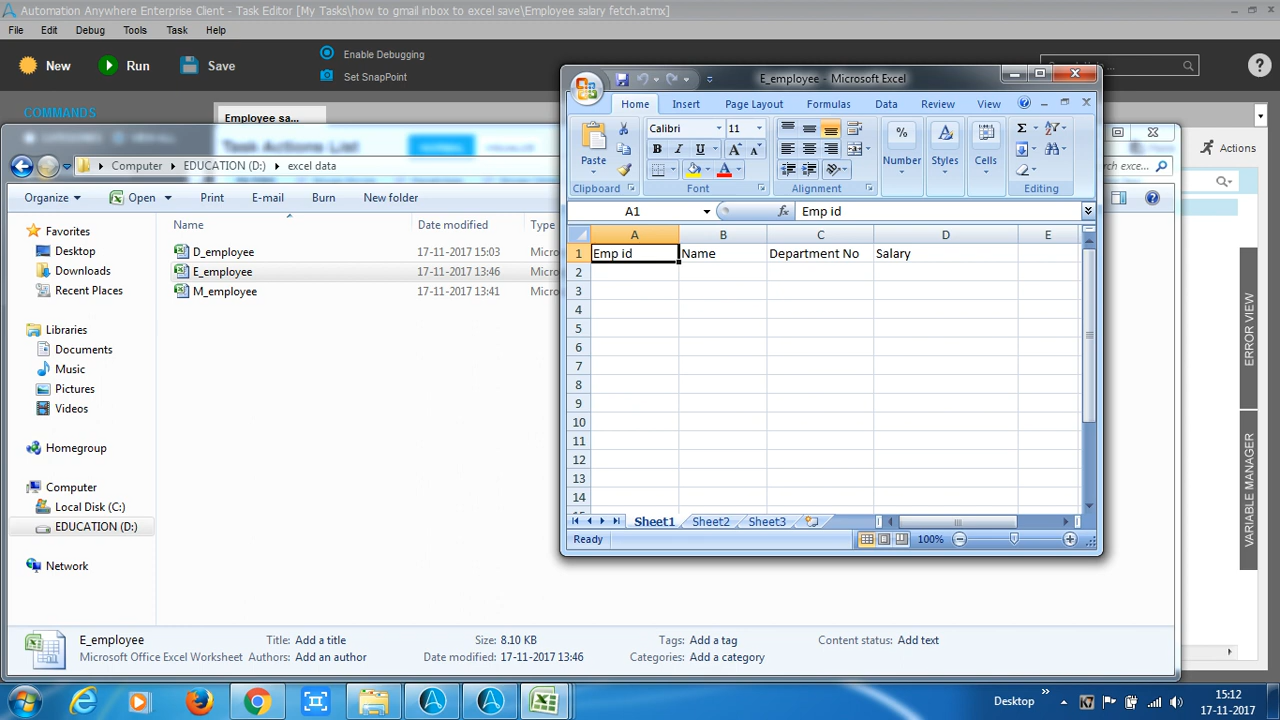 Automation Anywhere Enterprise Client - Task Editor [My Tasks\how to gmail inbox to excel save\Employee salary fetch.atmx]
File Edit Debug Tools Task Help
New Run Save
Enable Debugging
Set SnapPoint
COMMANDS
Employee sa...
Task Actions List
Actions
Computer EDUCATION (D:) excel data
Organize Open Print E-mail Burn New folder
Name Date modified Type
D_employee 17-11-2017 15:03 Micro
E_employee 17-11-2017 13:46 Micro
M_employee 17-11-2017 13:41 Micro
Favorites
Desktop
Downloads
Recent Places
Libraries
Documents
Music
Pictures
Videos
Homegroup
Computer
Local Disk (C:)
EDUCATION (D:)
Network
E_employee Title: Add a title Size: 8.10 KB Tags: Add a tag Content status: Add text
Microsoft Office Excel Worksheet Authors: Add an author Date modified: 17-11-2017 13:46 Categories: Add a category
E_employee - Microsoft Excel
Home Insert Page Layout Formulas Data Review View
Calibri 11
Paste B I U A A A % Number Styles Cells Σ
Clipboard Font Alignment Editing
A1 fx Emp id
A B C D E
1 Emp id Name Department No Salary
2
3
4
5
6
7
8
9
10
11
12
13
14
Sheet1 Sheet2 Sheet3
Ready 100%
ERROR VIEW
VARIABLE MANAGER
Desktop 15:12
17-11-2017